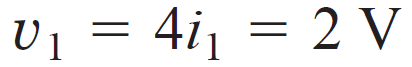 v₁ = 4i₁ = 2 V